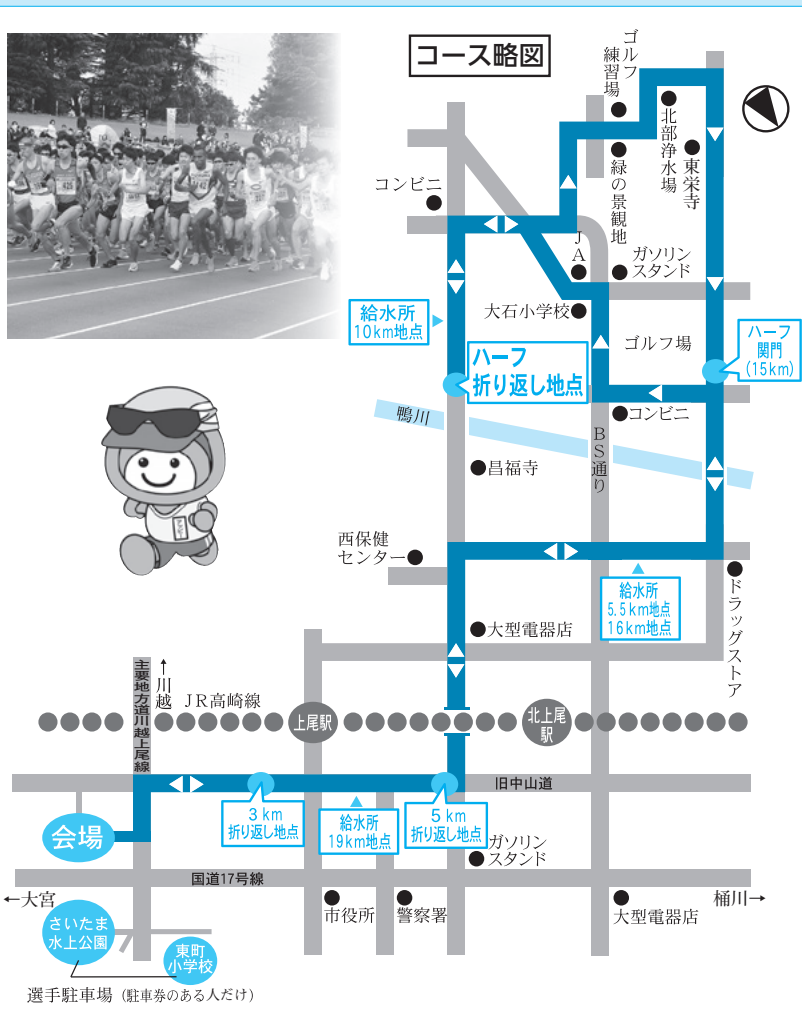 コース略図
ゴルフ
練習場
北部浄水場
東栄寺
緑の景観地
コンビニ
JA
ガソリン
スタンド
大石小学校
給水所
10km地点
ゴルフ場
ハーフ
関門
(15km)
ハーフ
折り返し地点
コンビニ
鴨川
BS通り
昌福寺
西保健
センター
給水所
5.5km地点
16km地点
ドラッグストア
大型電器店
主要地方道川越上尾線
↑川越
JR高崎線
上尾駅
北上尾
駅
旧中山道
3km
折り返し地点
給水所
19km地点
5km
折り返し地点
会場
ガソリン
スタンド
国道17号線
←大宮
桶川→
市役所
警察署
大型電器店
さいたま
水上公園
東町
小学校
選手駐車場（駐車券のある人だけ）